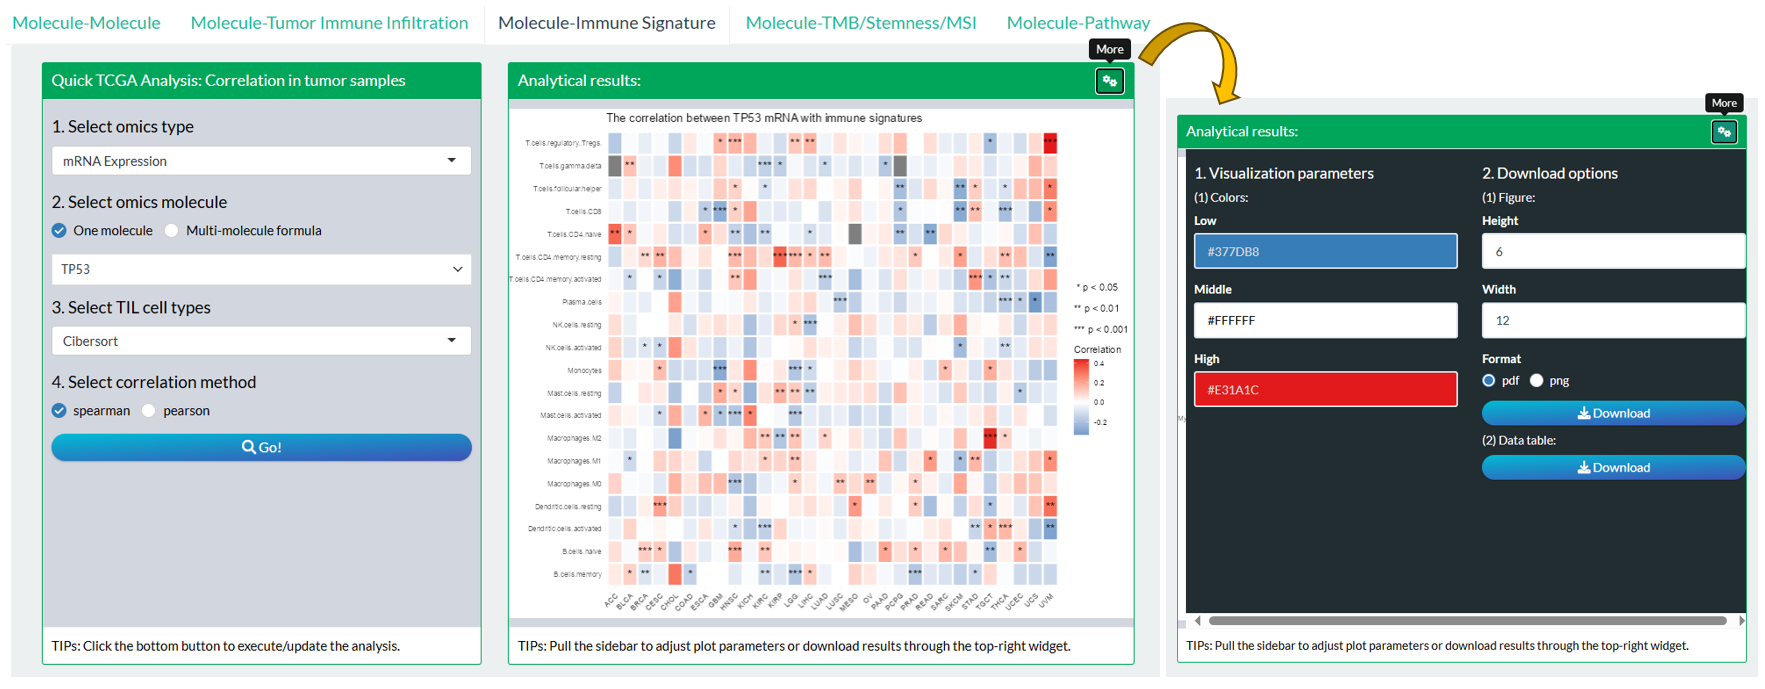 Molecule-Molecule
Molecule-Tumor Immune Infiltration
Molecule-Immune Signature
Molecule-TMB/Stemness/MSI
Molecule-Pathway
More
Quick TCGA Analysis: Correlation in tumor samples
1. Select omics type
mRNA Expression
2. Select omics molecule
One molecule
Multi-molecule formula
TP53
3. Select TIL cell types
Cibersort
4. Select correlation method
spearman
pearson
Go!
TIPs: Click the bottom button to execute/update the analysis.
Analytical results:
The correlation between TP53 mRNA with immune signatures
T.cells.regulatory..Tregs.
T.cells.gamma.delta
T.cells.follicular.helper
T.cells.CD8
T.cells.CD4.naive
T.cells.CD4.memory.resting
T.cells.CD4.memory.activated
Plasma.cells
NK.cells.resting
NK.cells.activated
Monocytes
Mast.cells.resting
Mast.cells.activated
Macrophages.M2
Macrophages.M1
Macrophages.M0
Dendritic.cells.resting
Dendritic.cells.activated
B.cells.naive
B.cells.memory
ACC
BLCA
BRCA
CESC
CHOL
COAD
ESCA
GBM
HNSC
KICH
KIRC
KIRP
LGG
LIHC
LUAD
LUSC
MESO
OV
PAAD
PCPG
PRAD
READ
SARC
SKCM
STAD
TGCT
THCA
UCEC
UCS
UVM
* p < 0.05
** p < 0.01
*** p < 0.001
Correlation
0.4
0.2
0.0
-0.2
TIPs: Pull the sidebar to adjust plot parameters or download results through the top-right widget.
More
Analytical results:
1. Visualization parameters
(1) Colors:
Low
#377DB8
Middle
#FFFFFF
High
#E31A1C
2. Download options
(1) Figure:
Height
6
Width
12
Format
pdf
png
Download
(2) Data table:
Download
TIPs: Pull the sidebar to adjust plot parameters or download results through the top-right widget.